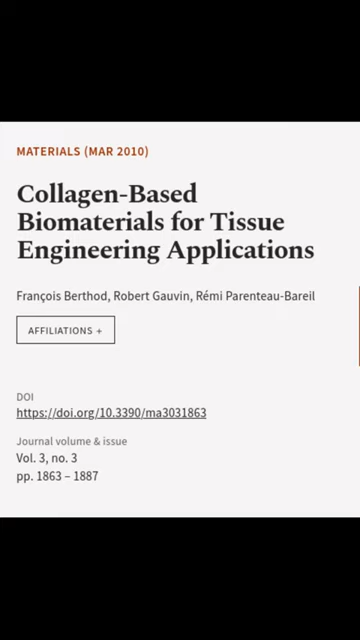 MATERIALS (MAR 2010)
Collagen-Based
Biomaterials for Tissue
Engineering Applications
François Berthod, Robert Gauvin, Rémi Parenteau-Bareil
AFFILIATIONS +
DOI
https://doi.org/10.3390/ma3031863
Journal volume & issue
Vol. 3, no. 3
pp. 1863 – 1887